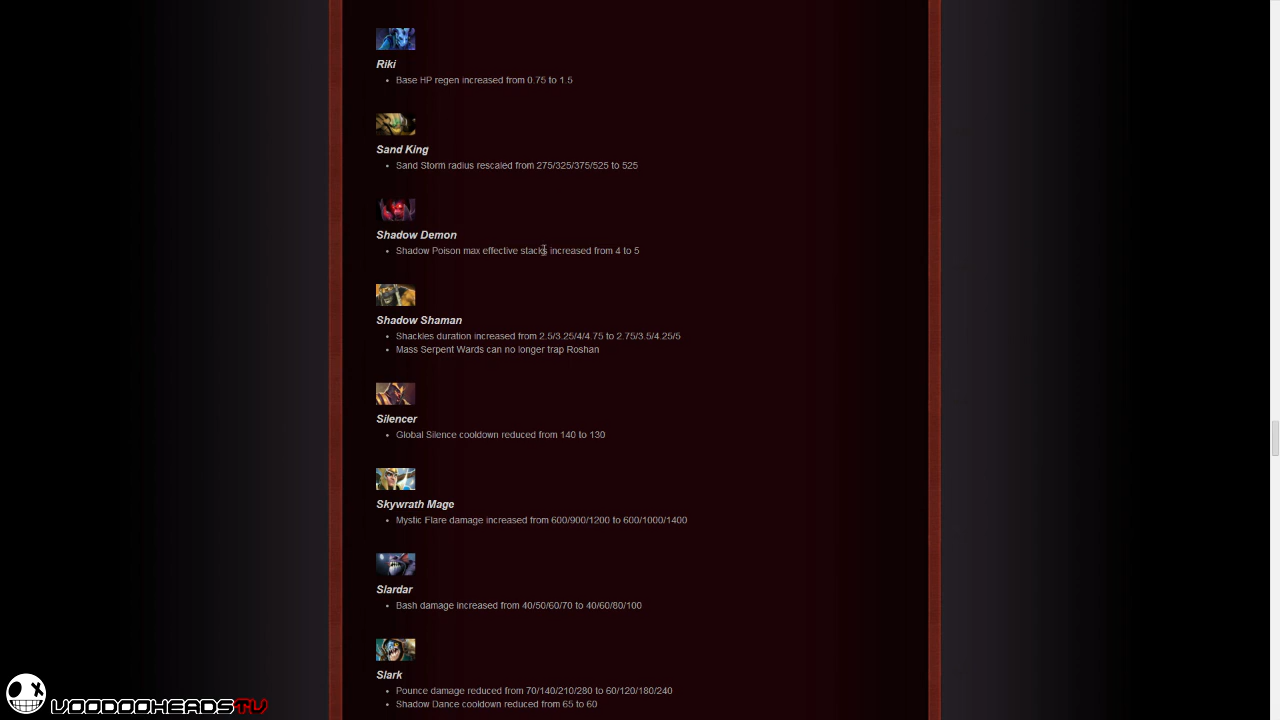 Riki
• Base HP regen increased from 0.75 to 1.5
Sand King
• Sand Storm radius rescaled from 275/325/375/525 to 525
Shadow Demon
• Shadow Poison max effective stacks increased from 4 to 5
Shadow Shaman
• Shackles duration increased from 2.5/3.25/4/4.75 to 2.75/3.5/4.25/5
• Mass Serpent Wards can no longer trap Roshan
Silencer
• Global Silence cooldown reduced from 140 to 130
Skywrath Mage
• Mystic Flare damage increased from 600/900/1200 to 600/1000/1400
Slardar
• Bash damage increased from 40/50/60/70 to 40/60/80/100
Slark
• Pounce damage reduced from 70/140/210/280 to 60/120/180/240
• Shadow Dance cooldown reduced from 65 to 60
VOODOOHEADSTV